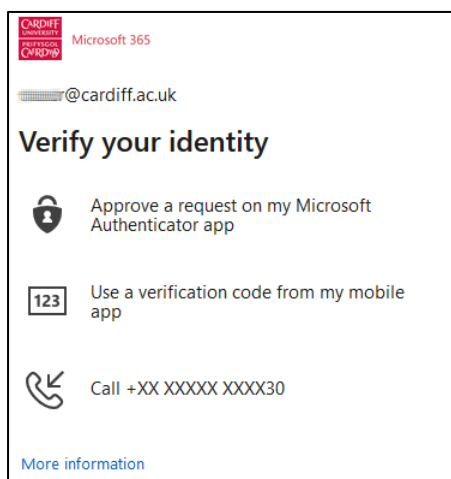 CARDIFF
UNIVERSITY
PRIFYSGOL
CAERDYDD
Microsoft 365
@cardiff.ac.uk
Verify your identity
Approve a request on my Microsoft
Authenticator app
123
Use a verification code from my mobile
app
Call +XX XXXXX XXXX30
More information